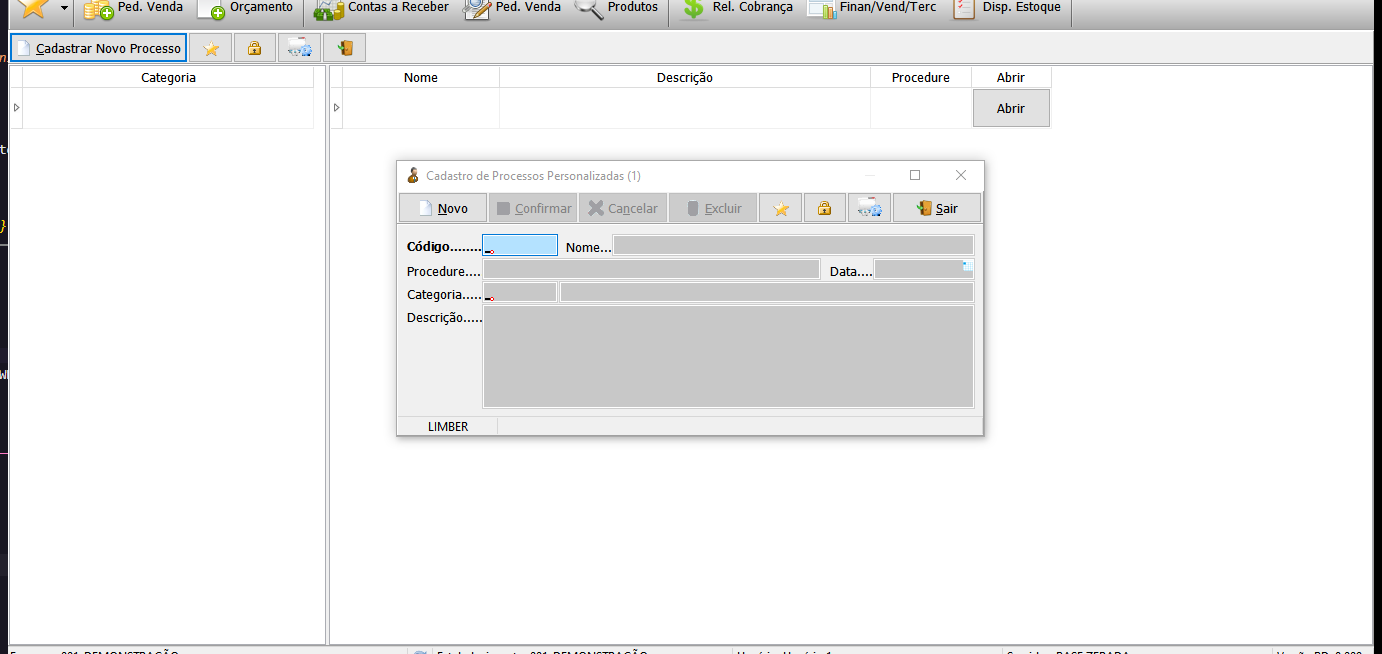 Ped. Venda Orçamento Contas a Receber Ped. Venda Produtos Rel. Cobrança Finan/Vend/Terc Disp. Estoque
Cadastrar Novo Processo
Categoria Nome Descrição Procedure Abrir
Abrir
Cadastro de Processos Personalizadas (1)
Novo Confirmar Cancelar Excluir Sair
Código........ Nome...
Procedure.... Data....
Categoria.....
Descrição.....
LIMBER